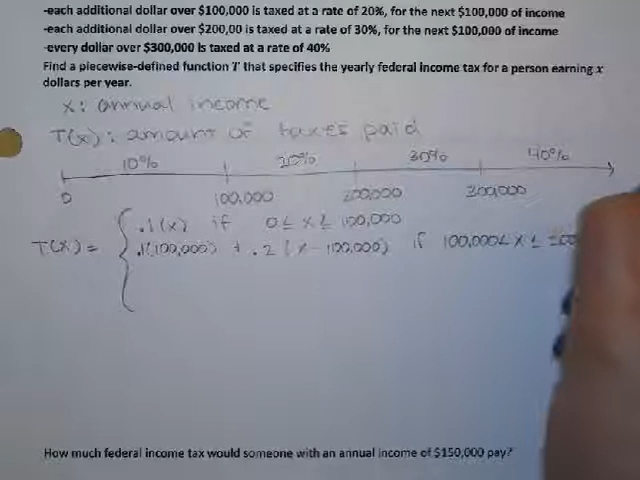 -each additional dollar over $100,000 is taxed at a rate of 20%, for the next $100,000 of income
-each additional dollar over $200,00 is taxed at a rate of 30%, for the next $100,000 of income
-every dollar over $300,000 is taxed at a rate of 40%
Find a piecewise-defined function T that specifies the yearly federal income tax for a person earning x
dollars per year.
x: annual income
T(x): amount of taxes paid
10% 20% 30% 40%
0 100,000 200,000 300,000
.1(x) if 0 ≤ x ≤ 100,000
T(x) = .1(100,000) + .2(x - 100,000) if 100,000 < x ≤ 200
How much federal income tax would someone with an annual income of $150,000 pay?